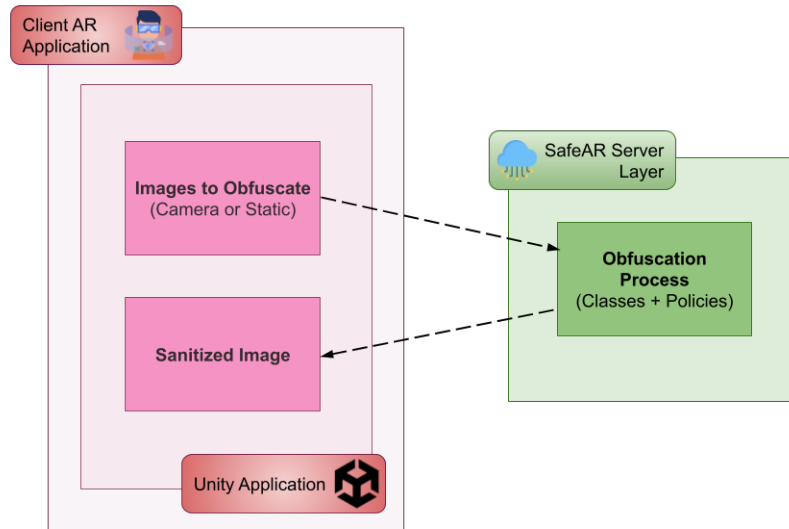 Client AR
Application
Images to Obfuscate
(Camera or Static)
Sanitized Image
Unity Application
SafeAR Server
Layer
Obfuscation
Process
(Classes + Policies)